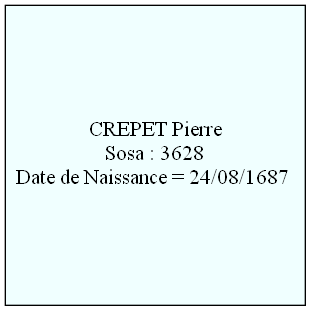 CREPET Pierre
Sosa : 3628
Date de Naissance = 24/08/1687